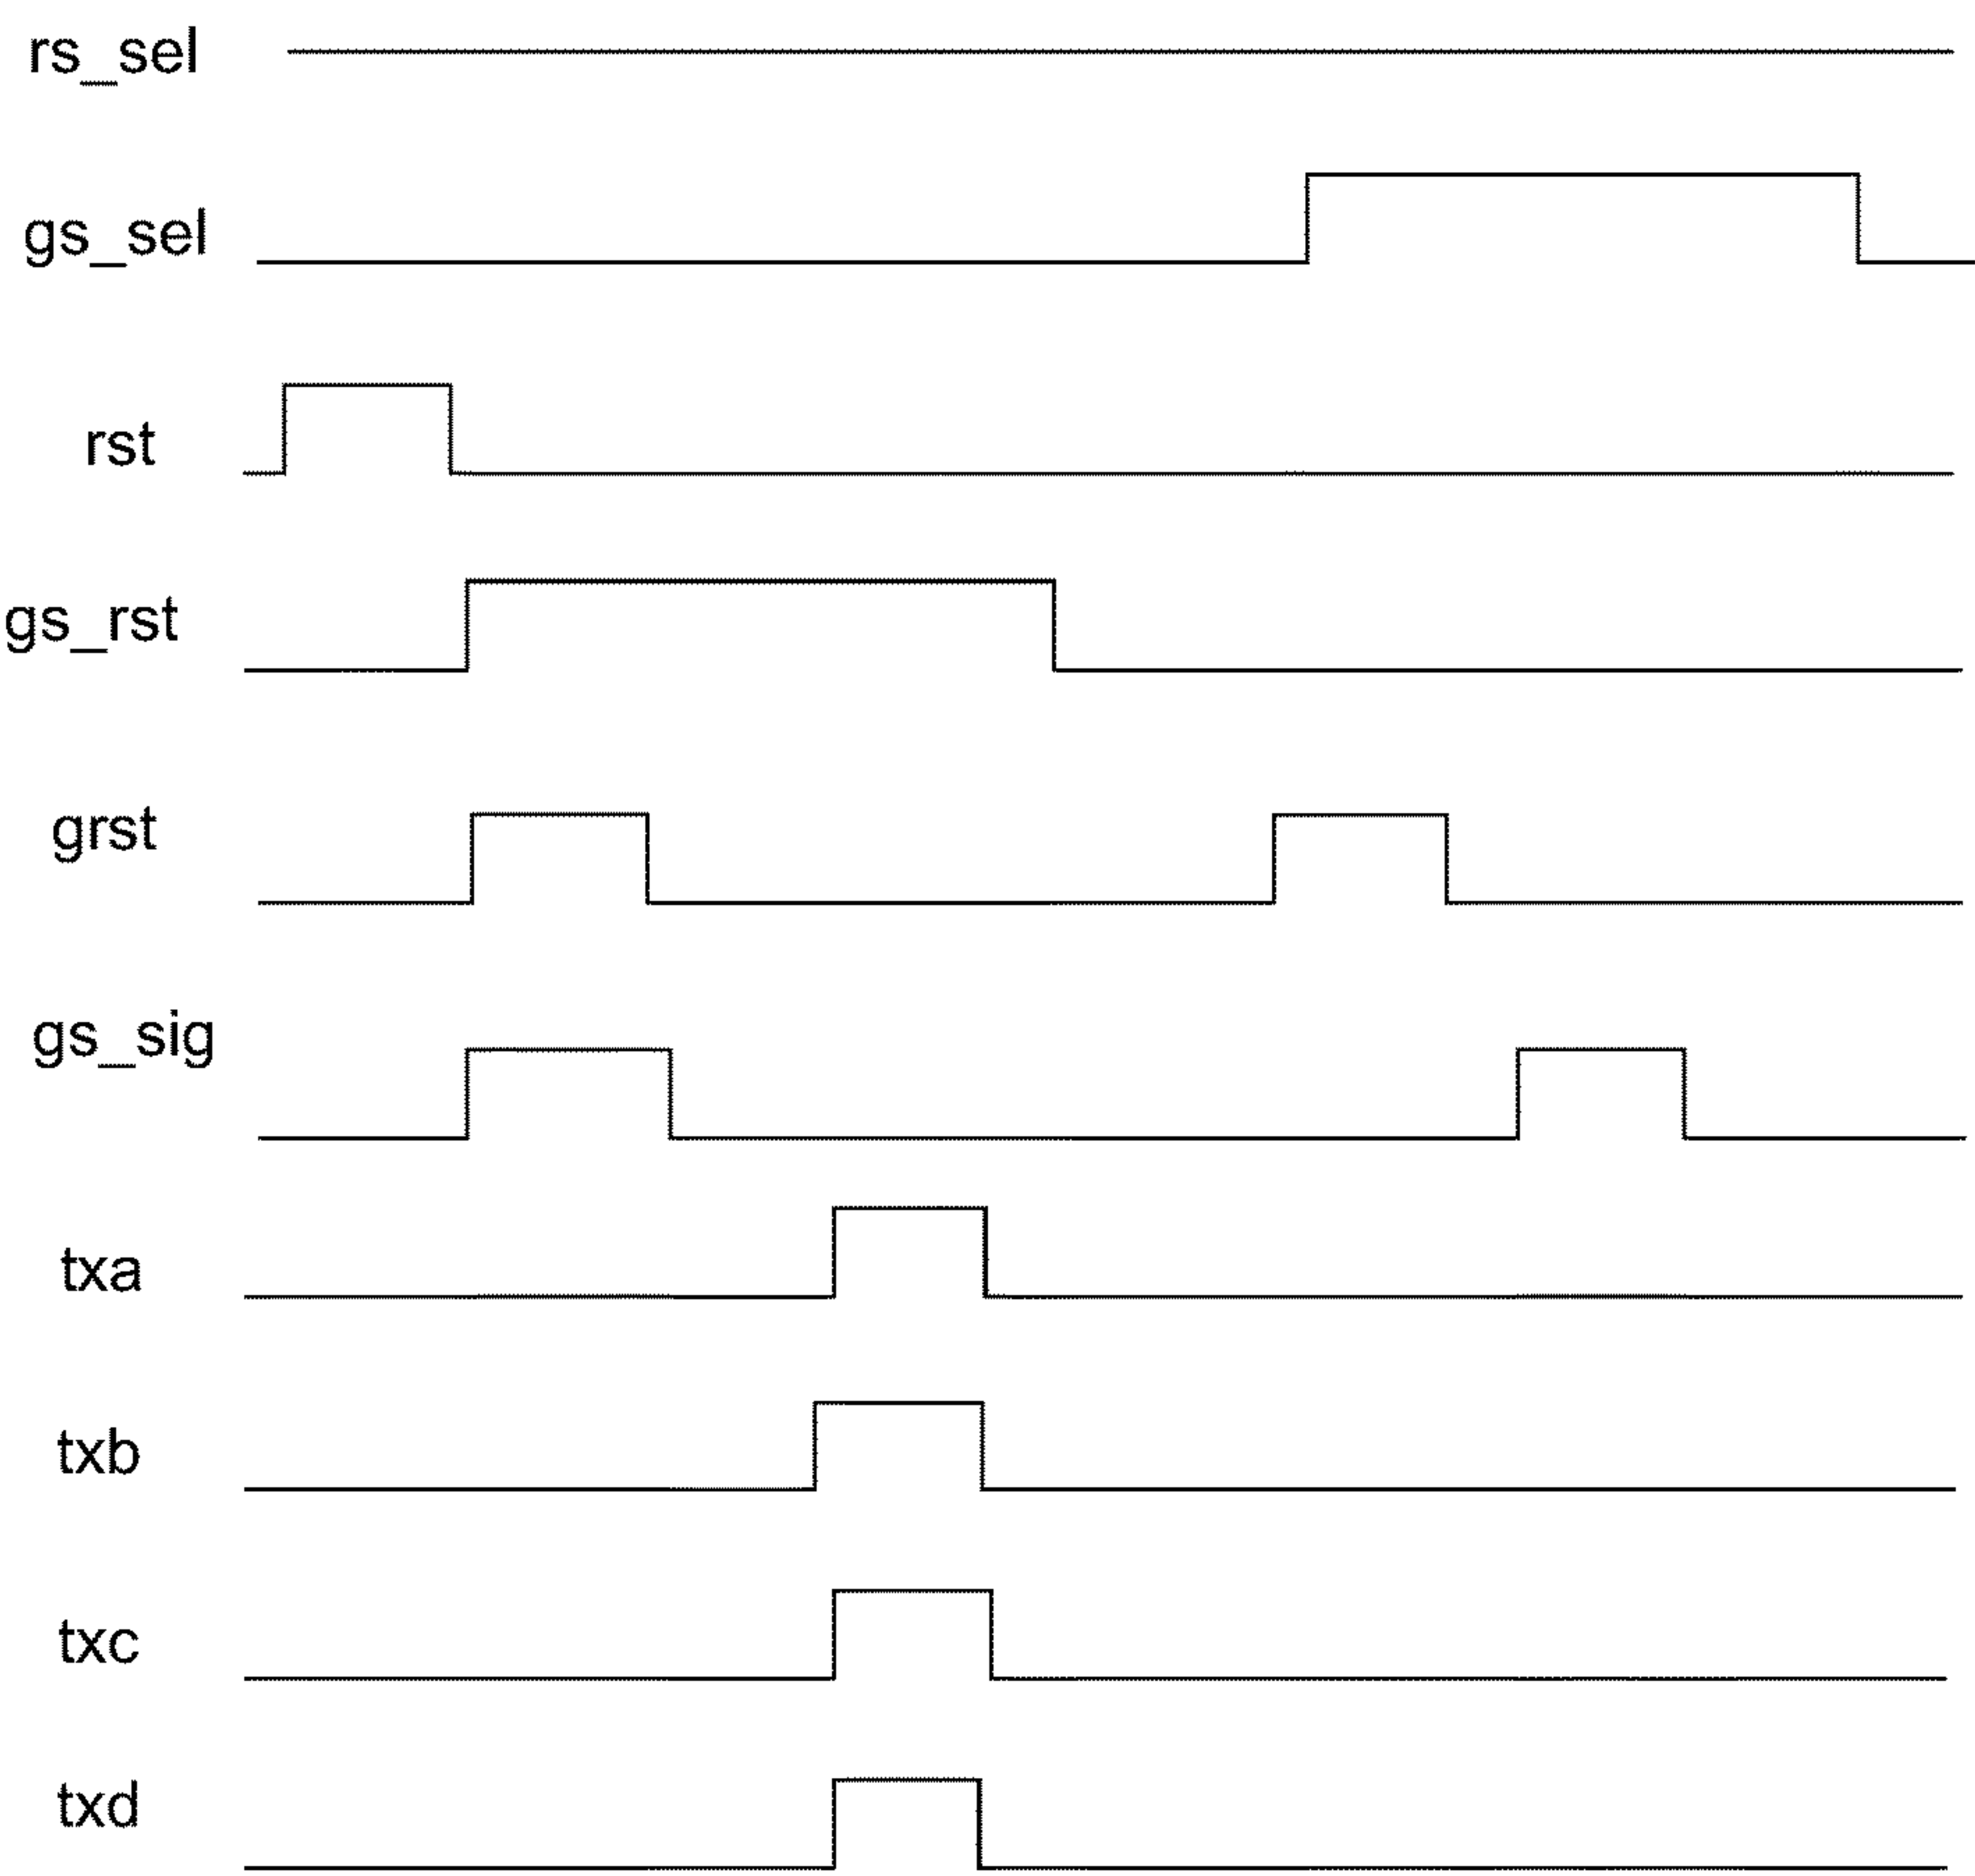 rs_sel
gs_sel
rst
gs_rst
grst
gs_sig
txa
txb
txc
txd